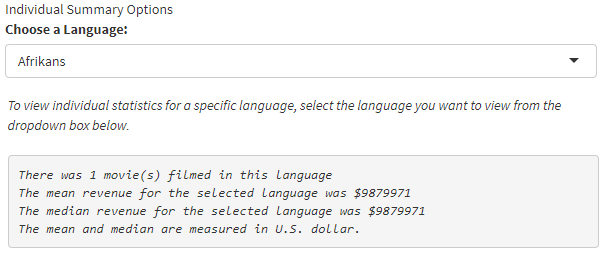 Individual Summary Options
Choose a Language:
Afrikans
To view individual statistics for a specific language, select the language you want to view from the
dropdown box below.
There was 1 movie(s) filmed in this language
The mean revenue for the selected language was $9879971
The median revenue for the selected language was $9879971
The mean and median are measured in U.S. dollar.